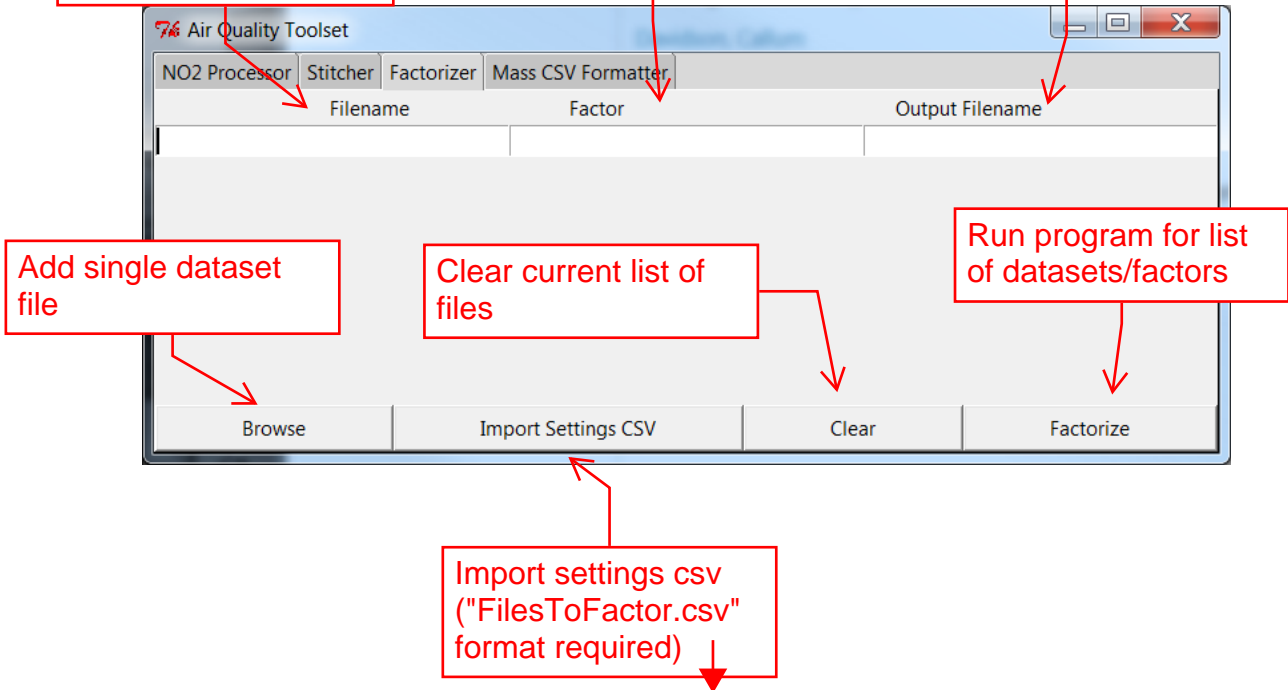 Air Quality Toolset
NO2 Processor Stitcher Factorizer Mass CSV Formatter
Filename Factor Output Filename
Run program for list
of datasets/factors
Add single dataset
file
Clear current list of
files
Browse Import Settings CSV Clear Factorize
Import settings csv
("FilesToFactor.csv"
format required)